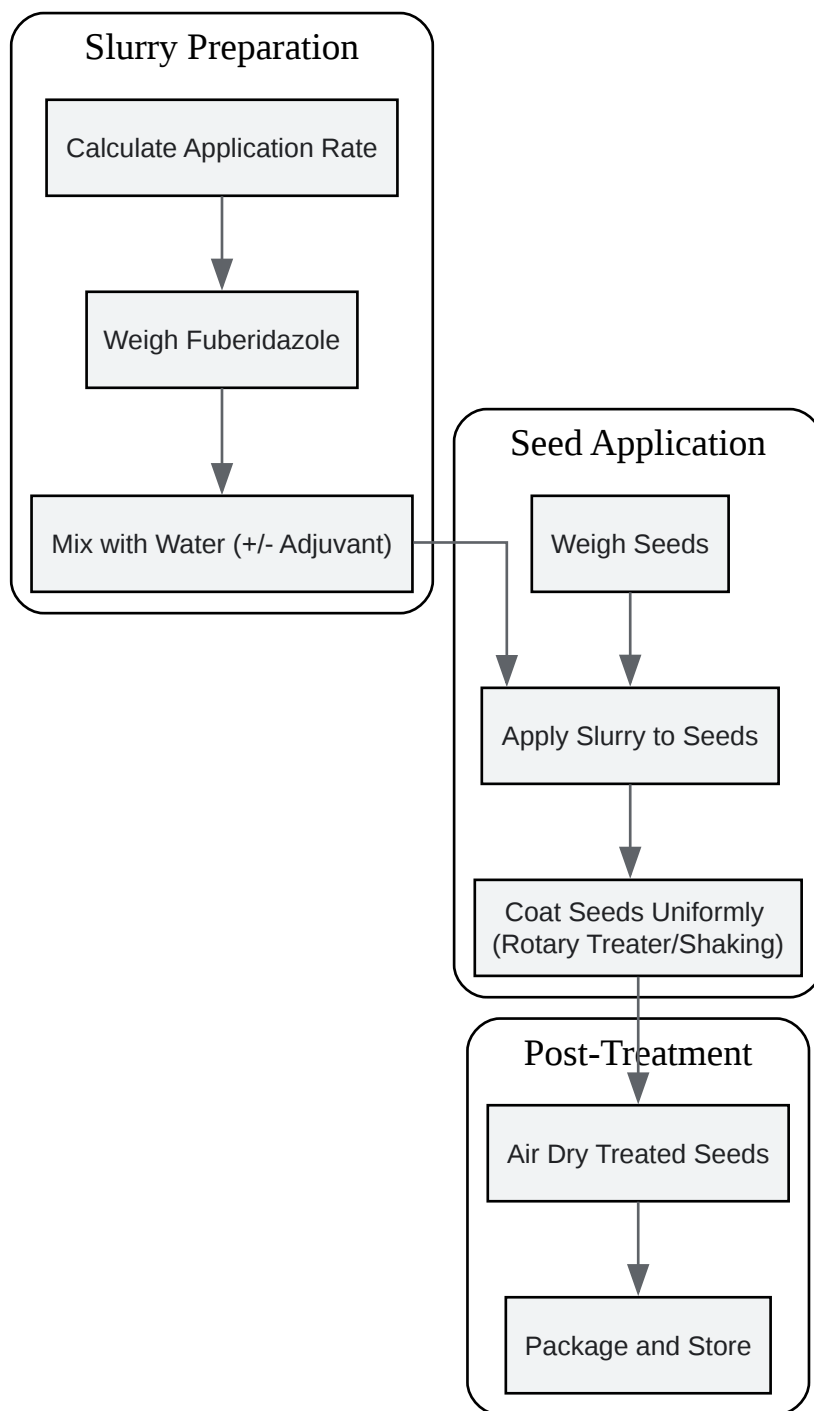 Slurry Preparation
Calculate Application Rate
Weigh Fuberidazole
Mix with Water (+/- Adjuvant)
Seed Application
Weigh Seeds
Apply Slurry to Seeds
Coat Seeds Uniformly
(Rotary Treater/Shaking)
Post-Treatment
Air Dry Treated Seeds
Package and Store